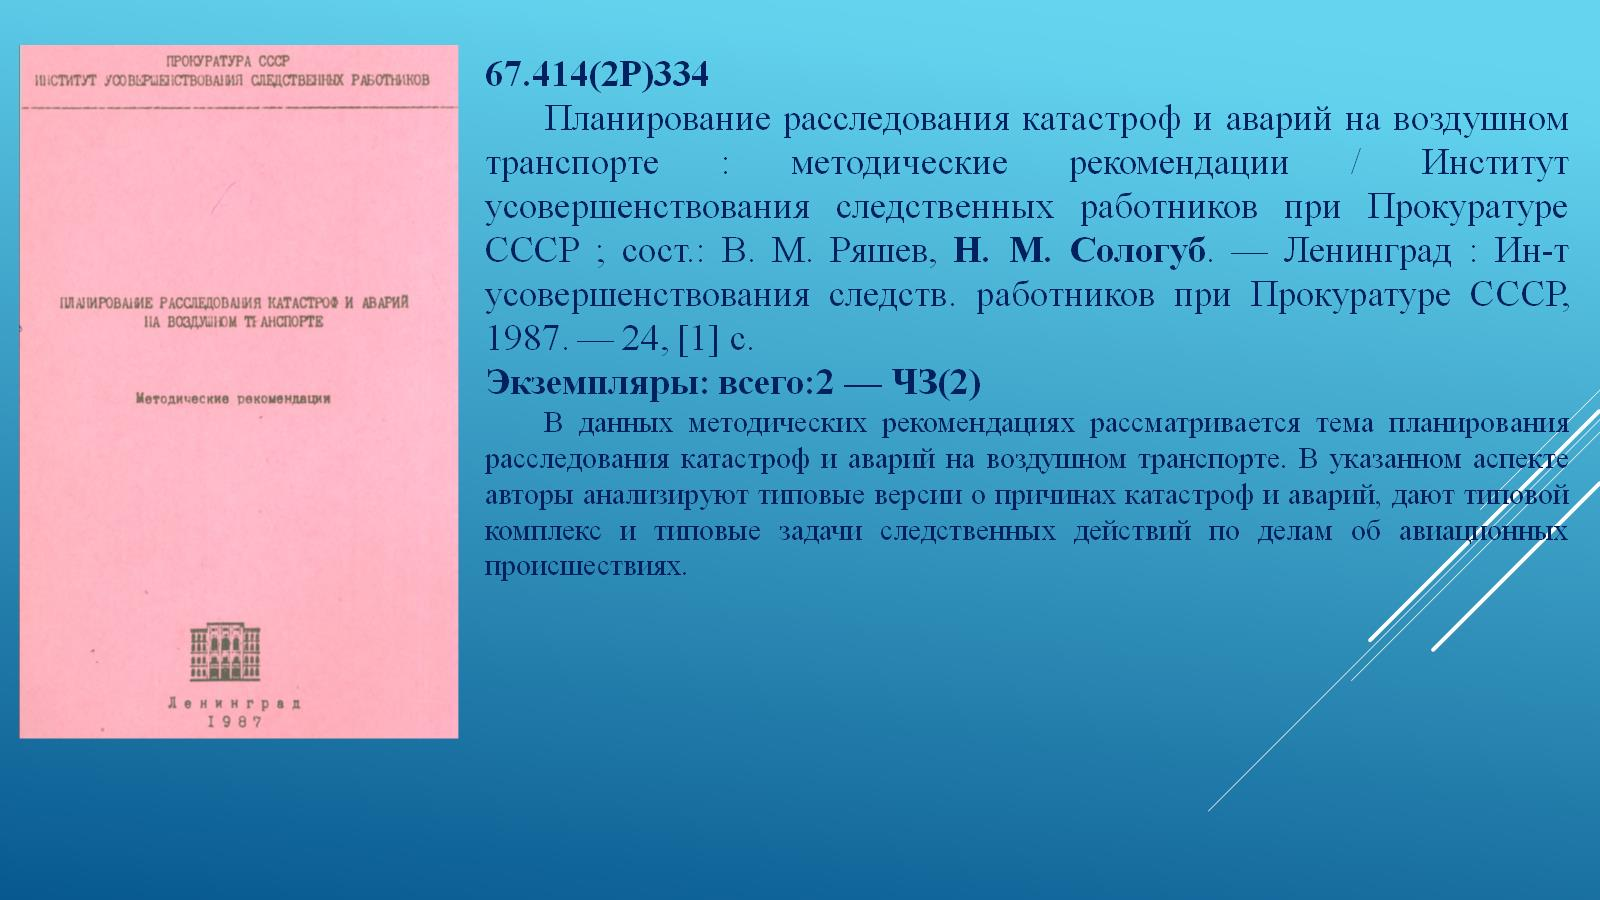 ПРОКУРАТУРА СССР
ИНСТИТУТ УСОВЕРШЕНСТВОВАНИЯ СЛЕДСТВЕННЫХ РАБОТНИКОВ
ПЛАНИРОВАНИЕ РАССЛЕДОВАНИЯ КАТАСТРОФ И АВАРИЙ
НА ВОЗДУШНОМ ТРАНСПОРТЕ
Методические рекомендации
Ленинград
1987
67.414(2Р)334
Планирование расследования катастроф и аварий на воздушном
транспорте : методические рекомендации / Институт
усовершенствования следственных работников при Прокуратуре
СССР ; сост.: В. М. Ряшев, Н. М. Сологуб. — Ленинград : Ин-т
усовершенствования следств. работников при Прокуратуре СССР,
1987. — 24, [1] с.
Экземпляры: всего:2 — ЧЗ(2)
В данных методических рекомендациях рассматривается тема планирования
расследования катастроф и аварий на воздушном транспорте. В указанном аспекте
авторы анализируют типовые версии о причинах катастроф и аварий, дают типовой
комплекс и типовые задачи следственных действий по делам об авиационных
происшествиях.